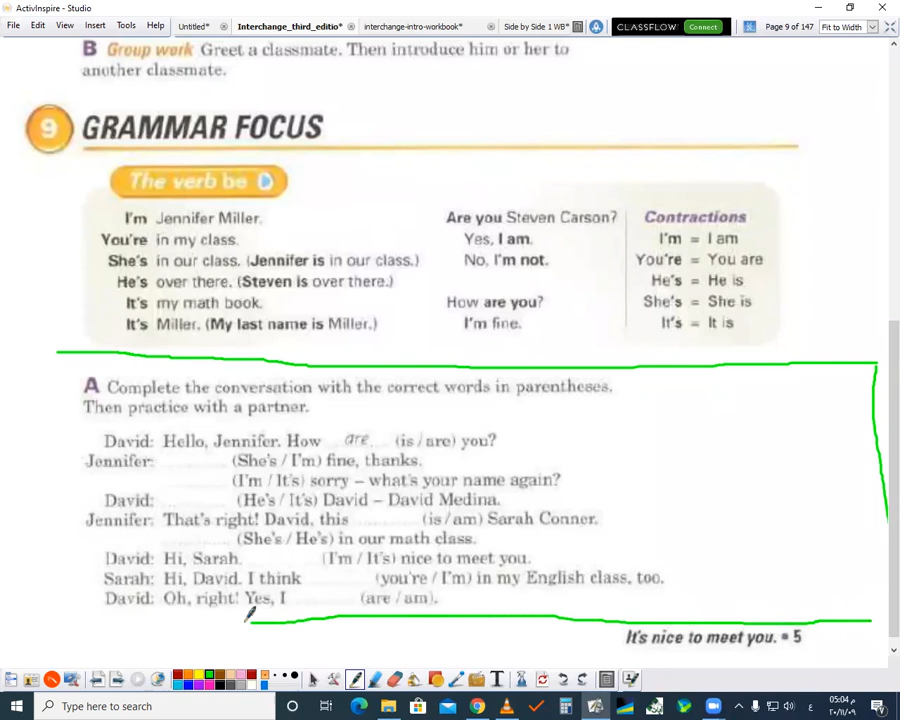 ActivInspire - Studio
File Edit View Insert Tools Help
Untitled* Interchange_third_editio* interchange-intro-workbook* Side by Side 1 WB* CLASSFLOW Connect Page 9 of 147 Fit to Width
B Group work Greet a classmate. Then introduce him or her to
another classmate.
9 GRAMMAR FOCUS
The verb be
I'm Jennifer Miller. Are you Steven Carson? Contractions
You're in my class. Yes, I am. I'm = I am
She's in our class. (Jennifer is in our class.) No, I'm not. You're = You are
He's over there. (Steven is over there.) He's = He is
It's my math book. How are you? She's = She is
It's Miller. (My last name is Miller.) I'm fine. It's = It is
A Complete the conversation with the correct words in parentheses.
Then practice with a partner.
David: Hello, Jennifer. How are (is / are) you?
Jennifer: (She's / I'm) fine, thanks.
(I'm / It's) sorry – what's your name again?
David: (He's / It's) David – David Medina.
Jennifer: That's right! David, this (is / am) Sarah Conner.
(She's / He's) in our math class.
David: Hi, Sarah. (I'm / It's) nice to meet you.
Sarah: Hi, David. I think (you're / I'm) in my English class, too.
David: Oh, right! Yes, I (are / am).
It's nice to meet you. • 5
Type here to search
ع ٠٥:٠٤ م